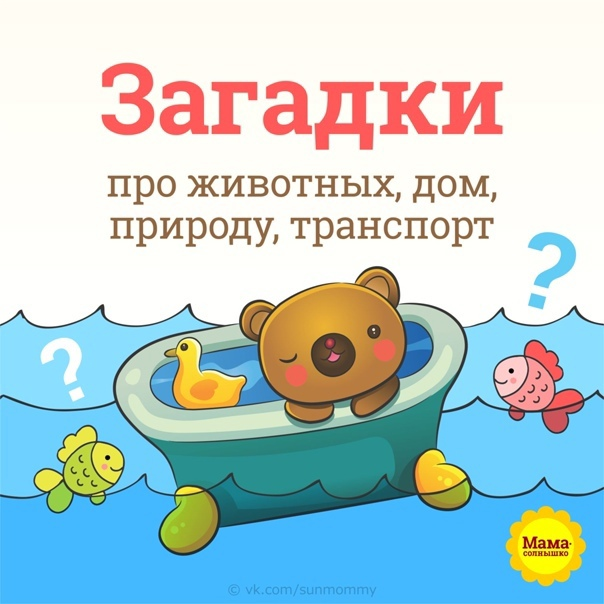 Загадки
про животных, дом,
природу, транспорт
?
?
Мама-
солнышко
© vk.com/sunmommy